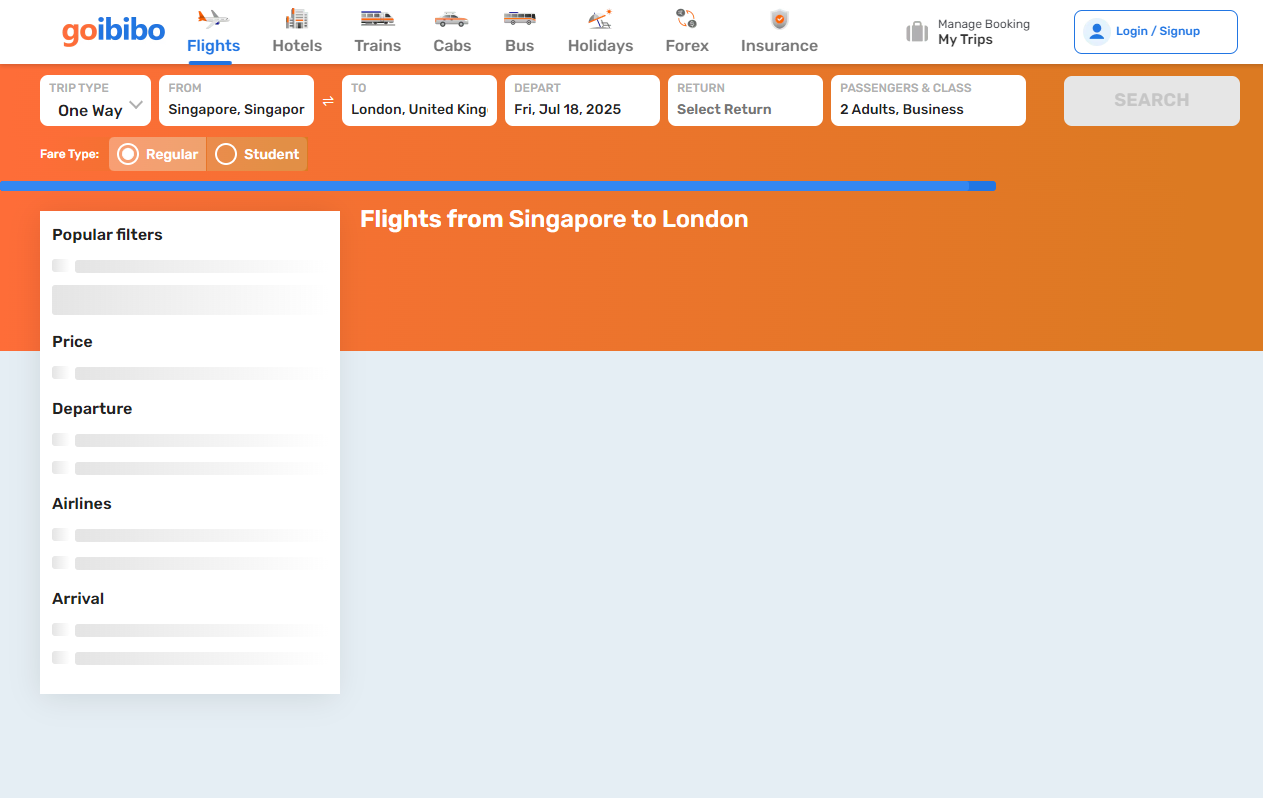 goibibo
Flights
Hotels
Trains
Cabs
Bus
Holidays
Forex
Insurance
Manage Booking
My Trips
Login / Signup
TRIP TYPE
One Way
FROM
Singapore, Singapor
TO
London, United King
DEPART
Fri, Jul 18, 2025
RETURN
Select Return
PASSENGERS & CLASS
2 Adults, Business
SEARCH
Fare Type:
Regular
Student
Flights from Singapore to London
Popular filters
Price
Departure
Airlines
Arrival